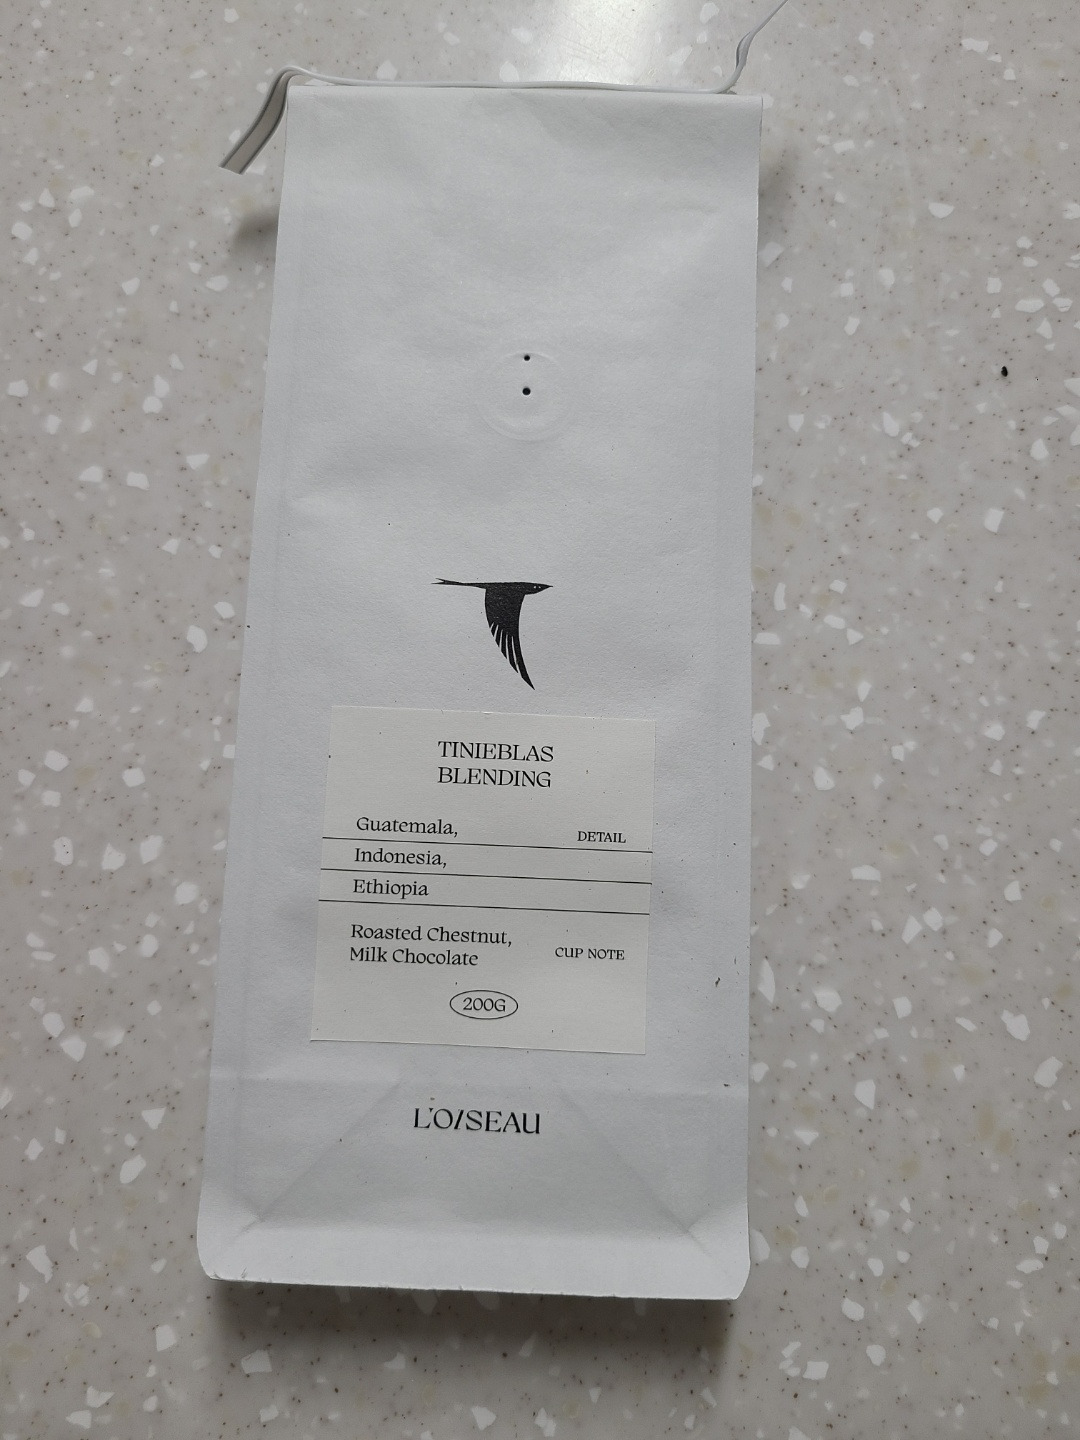 TINIEBLAS
BLENDING
Guatemala,
DETAIL
Indonesia,
Ethiopia
Roasted Chestnut,
Milk Chocolate
CUP NOTE
200G
L'OISEAU